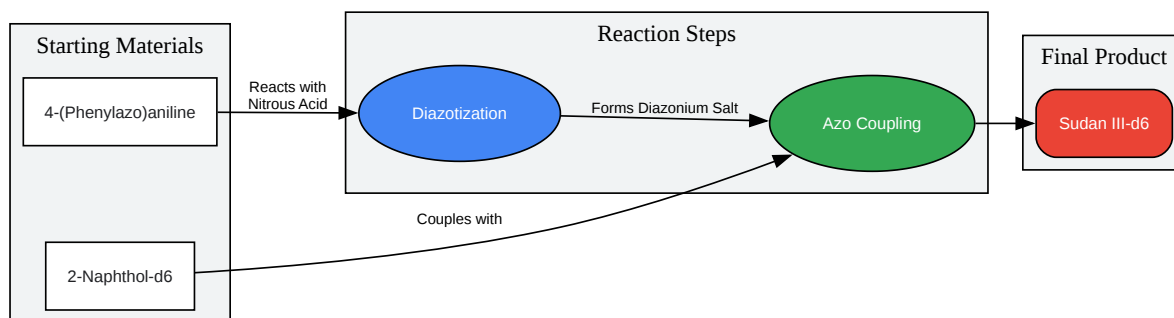 Starting Materials
4-(Phenylazo)aniline
2-Naphthol-d6
Reacts with
Nitrous Acid
Reaction Steps
Diazotization
Forms Diazonium Salt
Azo Coupling
Couples with
Final Product
Sudan III-d6